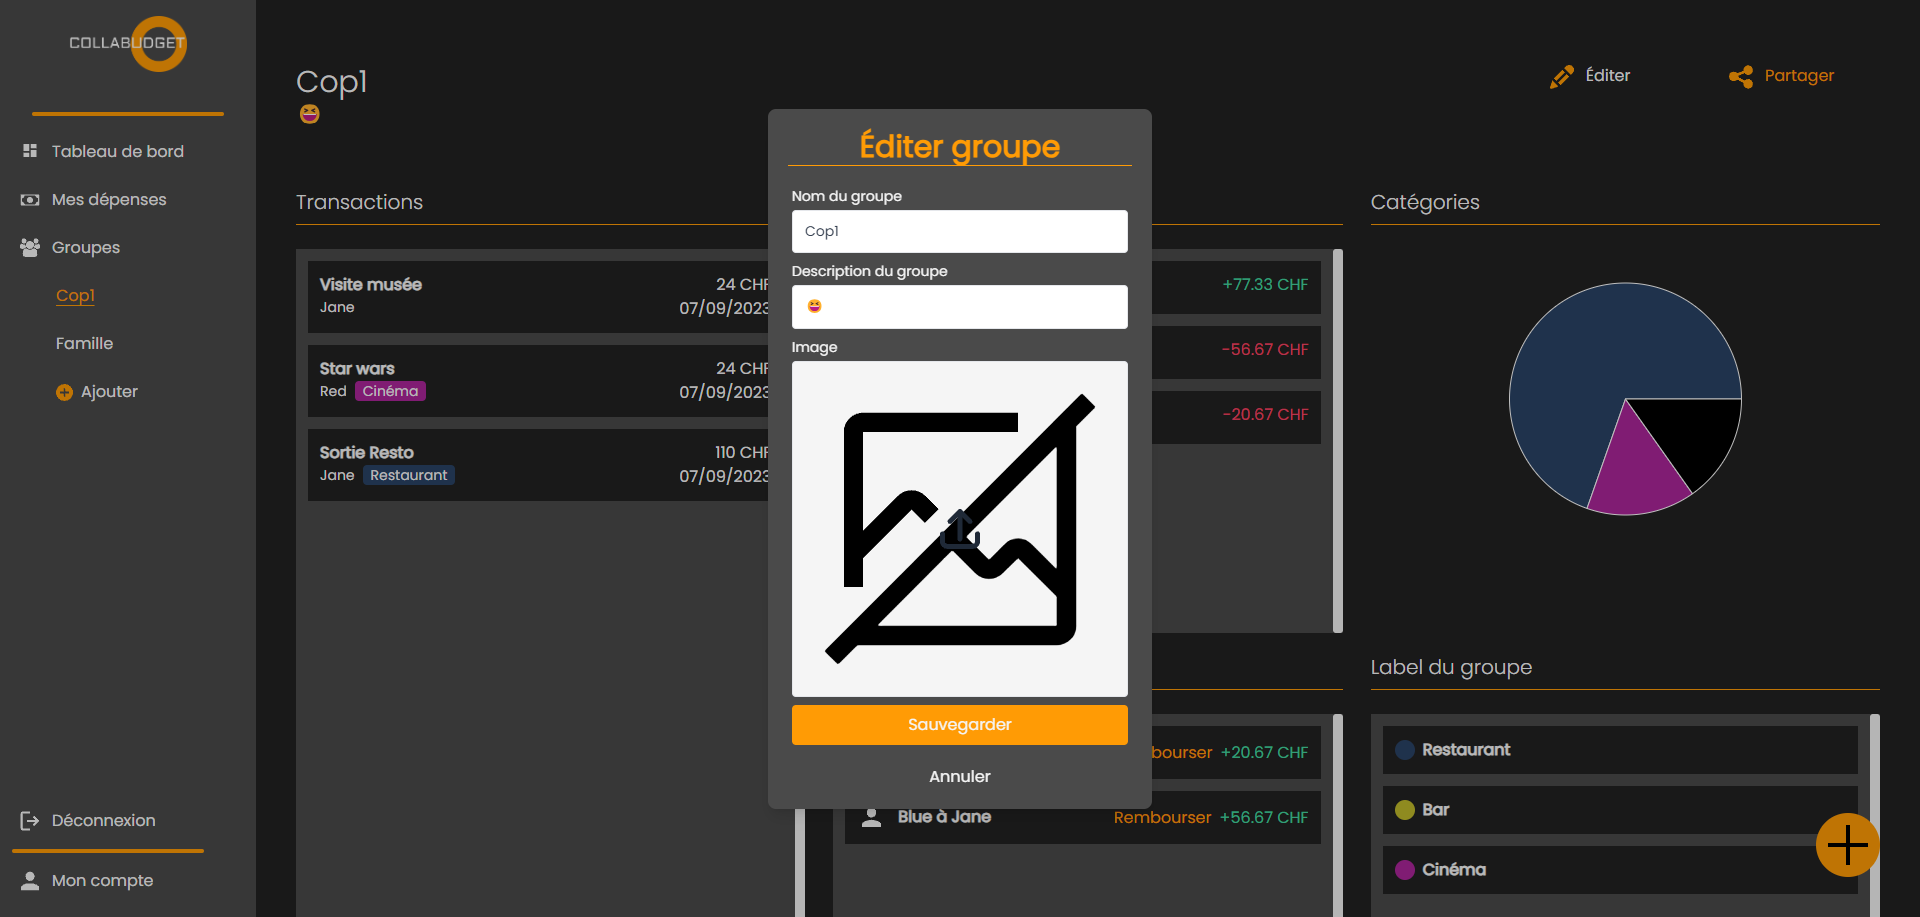 COLLABUDGET
Tableau de bord
Mes dépenses
Groupes
Cop1
Famille
Ajouter
Déconnexion
Mon compte
Cop1
😆
Éditer
Partager
Transactions
Visite musée
24 CHF
Jane
07/09/2023
Star wars
24 CHF
Red
Cinéma
07/09/2023
Sortie Resto
110 CHF
Jane
Restaurant
07/09/2023
Éditer groupe
Nom du groupe
Cop1
Description du groupe
😆
Image
Sauvegarder
Annuler
+77.33 CHF
-56.67 CHF
-20.67 CHF
bourser +20.67 CHF
Blue à Jane
Rembourser +56.67 CHF
Catégories
Label du groupe
Restaurant
Bar
Cinéma